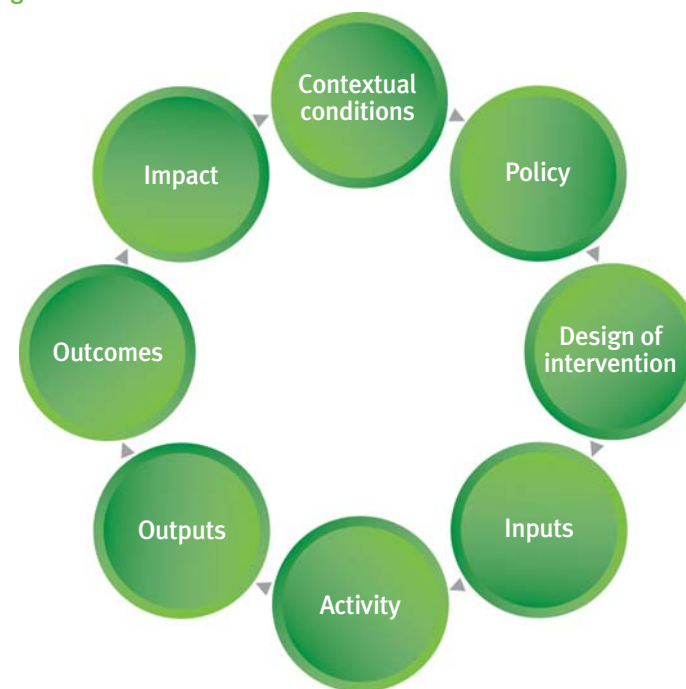 Contextual
conditions
Policy
Design of
intervention
Inputs
Activity
Outputs
Outcomes
Impact